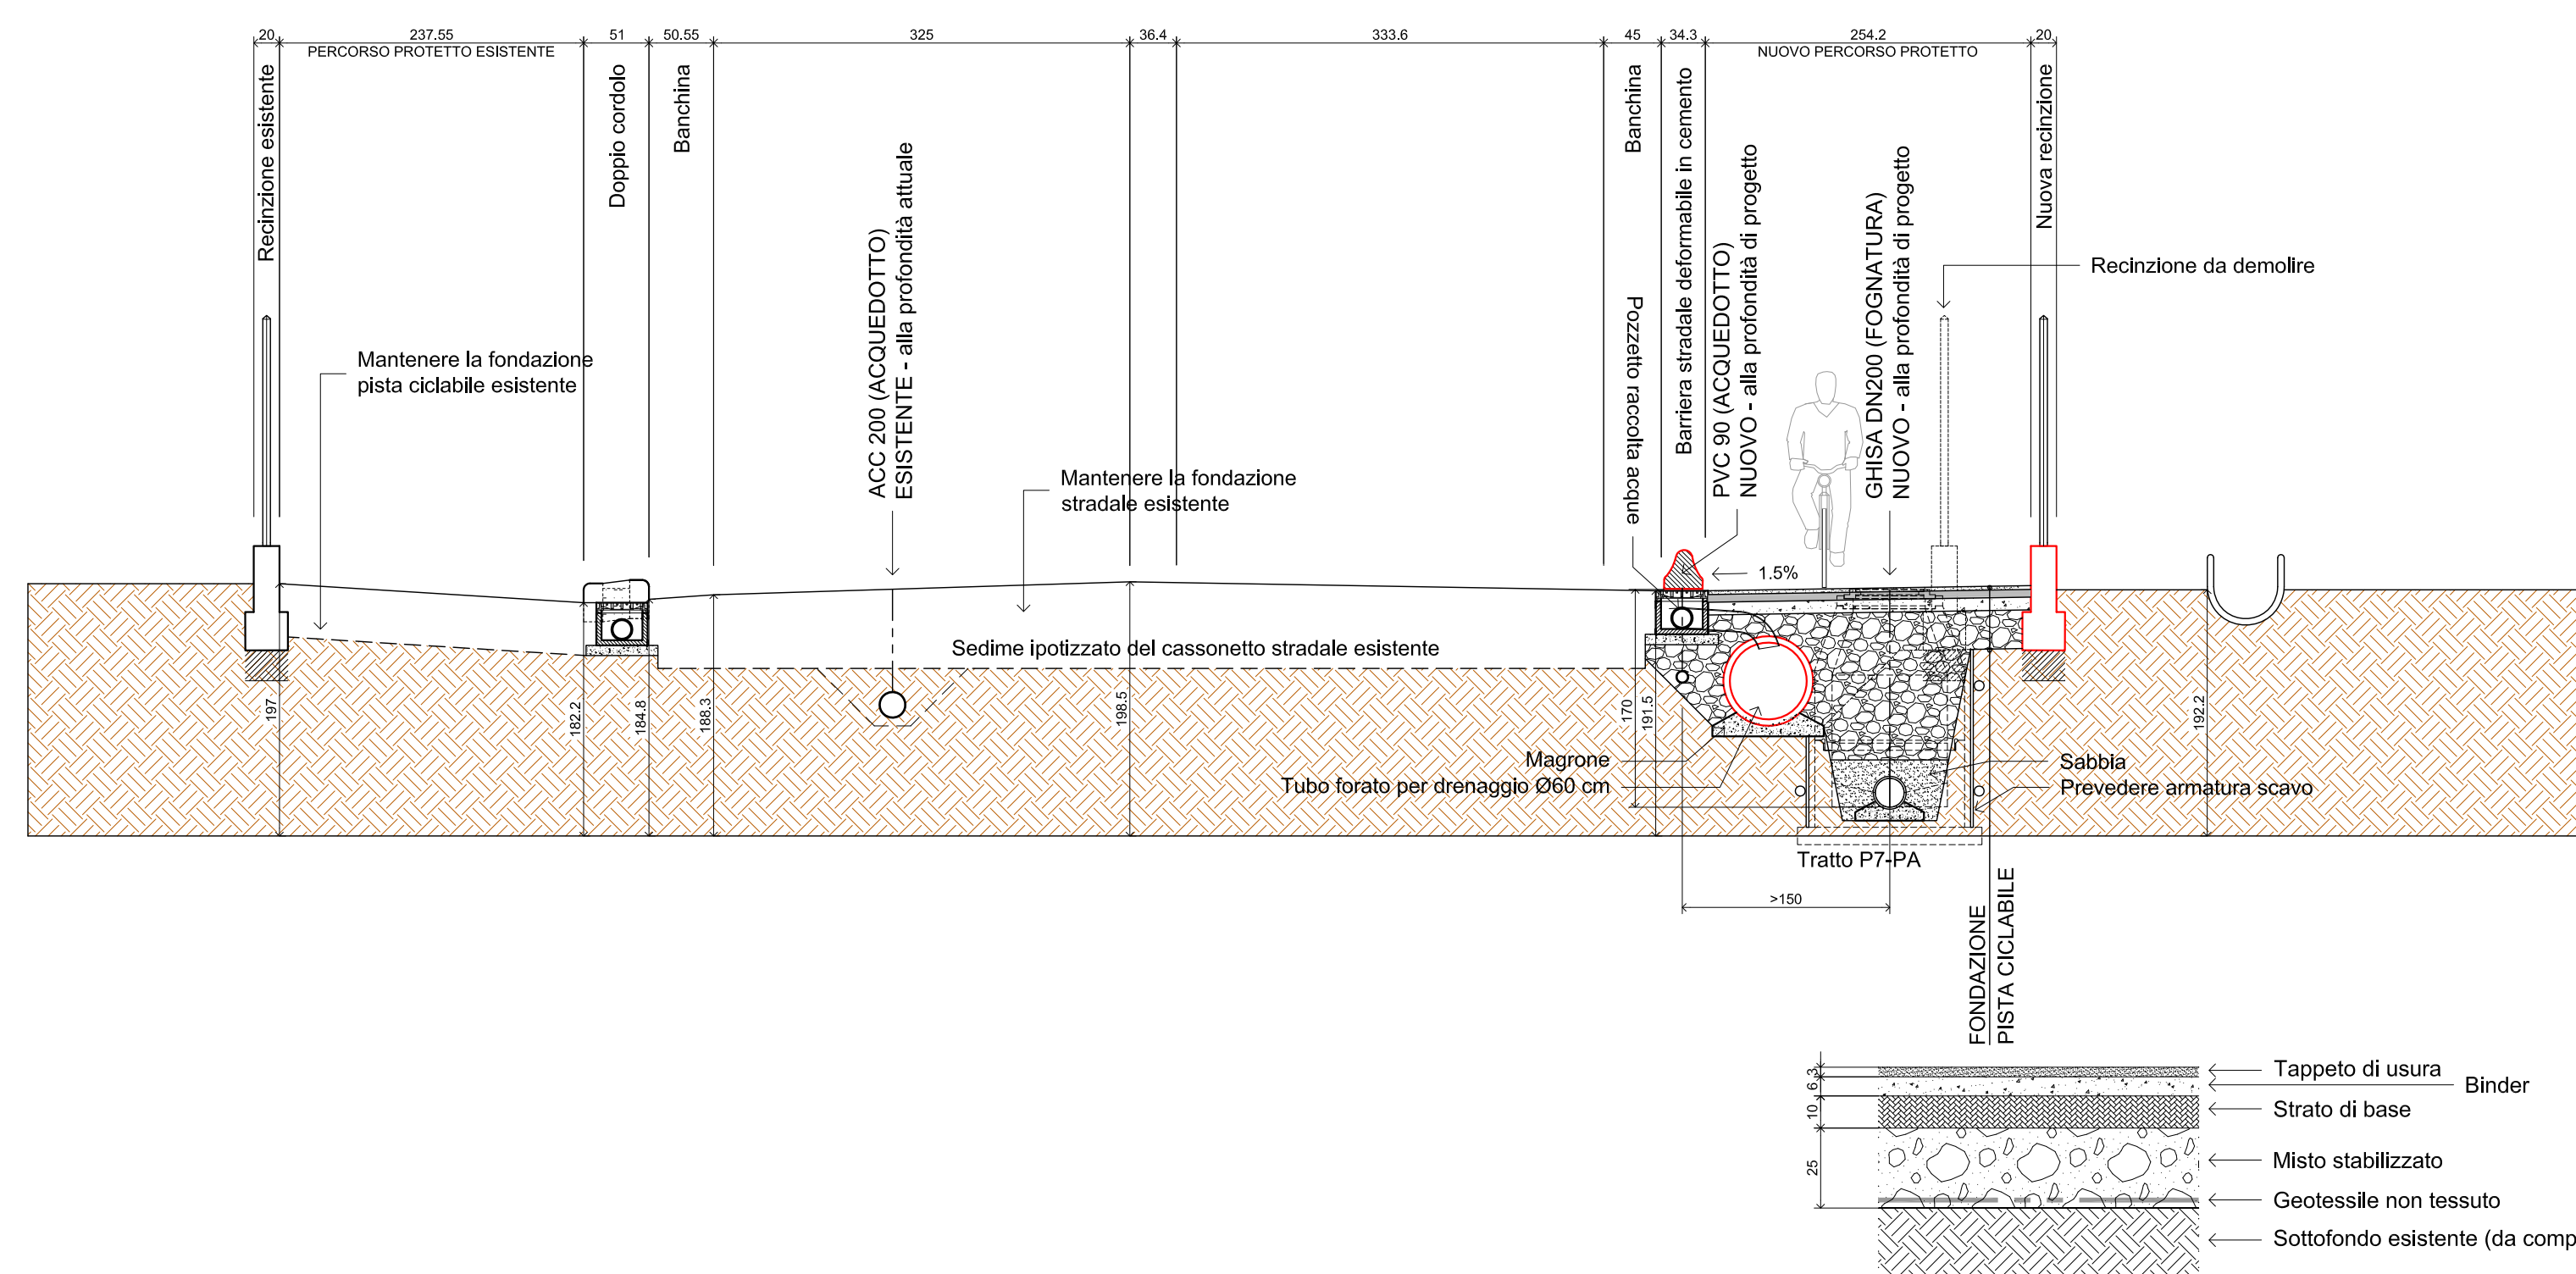 20
237.55
51
50.55
325
36.4
333.6
45
34.3
254.2
20
PERCORSO PROTETTO ESISTENTE
NUOVO PERCORSO PROTETTO
Recinzione esistente
Doppio cordolo
Banchina
ACC 200 (ACQUEDOTTO)
ESISTENTE - alla profondità attuale
Banchina
Pozzetto raccolta acque
Barriera stradale deformabile in cemento
PVC 90 (ACQUEDOTTO)
NUOVO - alla profondità di progetto
GHISA DN200 (FOGNATURA)
NUOVO - alla profondità di progetto
Nuova recinzione
Recinzione da demolire
Mantenere la fondazione
pista ciclabile esistente
Mantenere la fondazione
stradale esistente
1.5%
Sedime ipotizzato del cassonetto stradale esistente
197
182.2
184.8
188.3
198.5
170
191.5
192.2
Magrone
Tubo forato per drenaggio Ø60 cm
Sabbia
Prevedere armatura scavo
Tratto P7-PA
>150
FONDAZIONE
PISTA CICLABILE
3
6
10
25
Tappeto di usura
Binder
Strato di base
Misto stabilizzato
Geotessile non tessuto
Sottofondo esistente (da comp